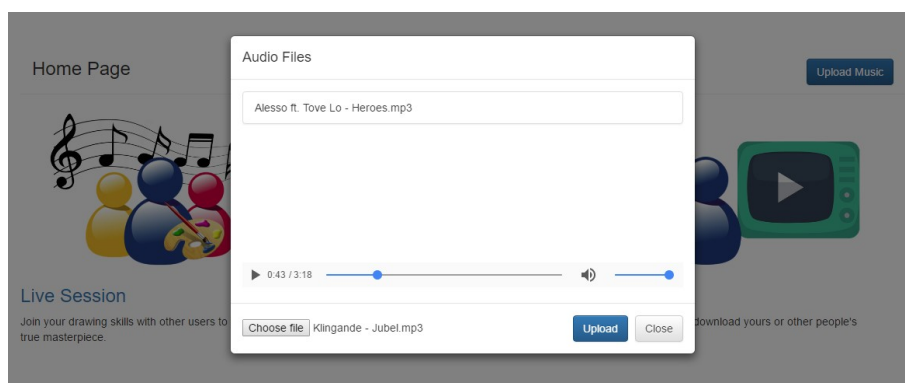 Home Page
Upload Music
Audio Files
Alesso ft. Tove Lo - Heroes.mp3
0:43 / 3:18
Choose file Klingande - Jubel.mp3
Upload Close
Live Session
Join your drawing skills with other users to
true masterpiece.
download yours or other people's